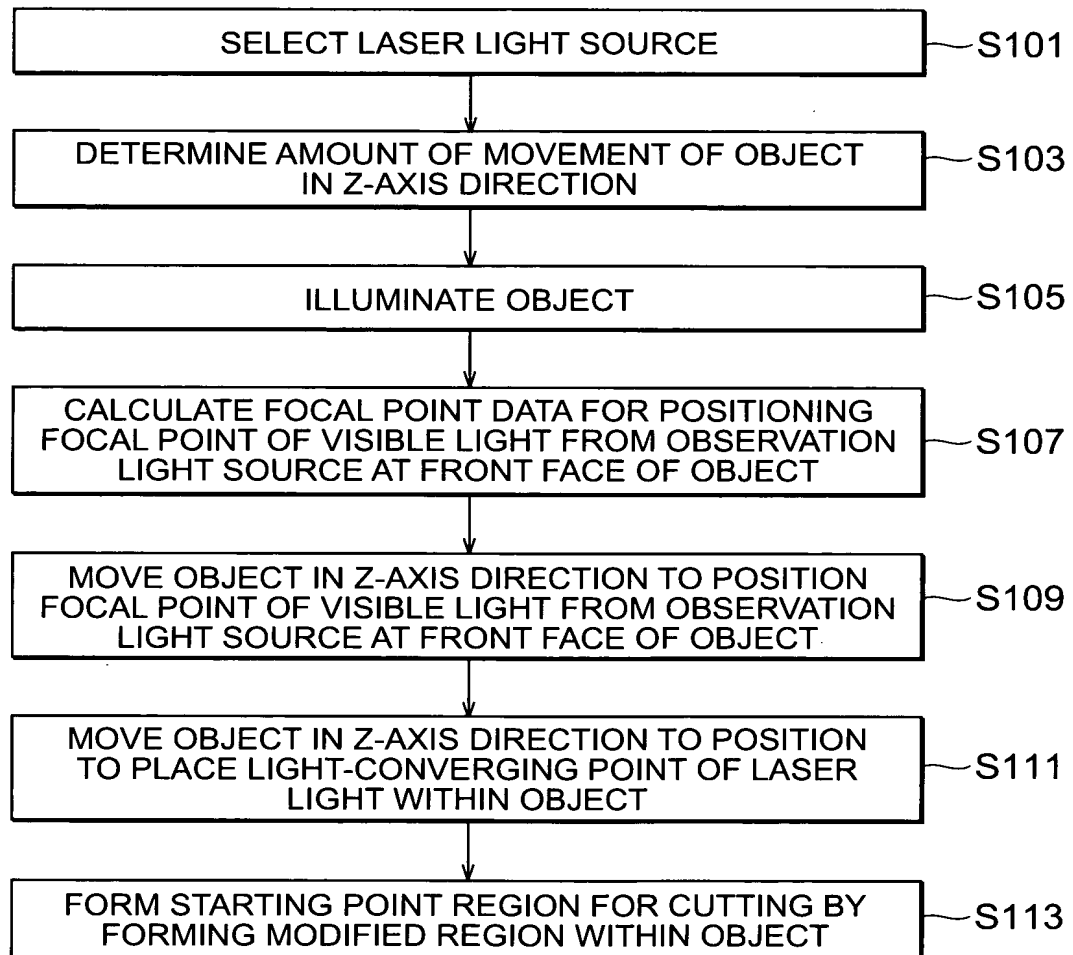 SELECT LASER LIGHT SOURCE
S101
DETERMINE AMOUNT OF MOVEMENT OF OBJECT
IN Z-AXIS DIRECTION
S103
ILLUMINATE OBJECT
S105
CALCULATE FOCAL POINT DATA FOR POSITIONING
FOCAL POINT OF VISIBLE LIGHT FROM OBSERVATION
LIGHT SOURCE AT FRONT FACE OF OBJECT
S107
MOVE OBJECT IN Z-AXIS DIRECTION TO POSITION
FOCAL POINT OF VISIBLE LIGHT FROM OBSERVATION
LIGHT SOURCE AT FRONT FACE OF OBJECT
S109
MOVE OBJECT IN Z-AXIS DIRECTION TO POSITION
TO PLACE LIGHT-CONVERGING POINT OF LASER
LIGHT WITHIN OBJECT
S111
FORM STARTING POINT REGION FOR CUTTING BY
FORMING MODIFIED REGION WITHIN OBJECT
S113